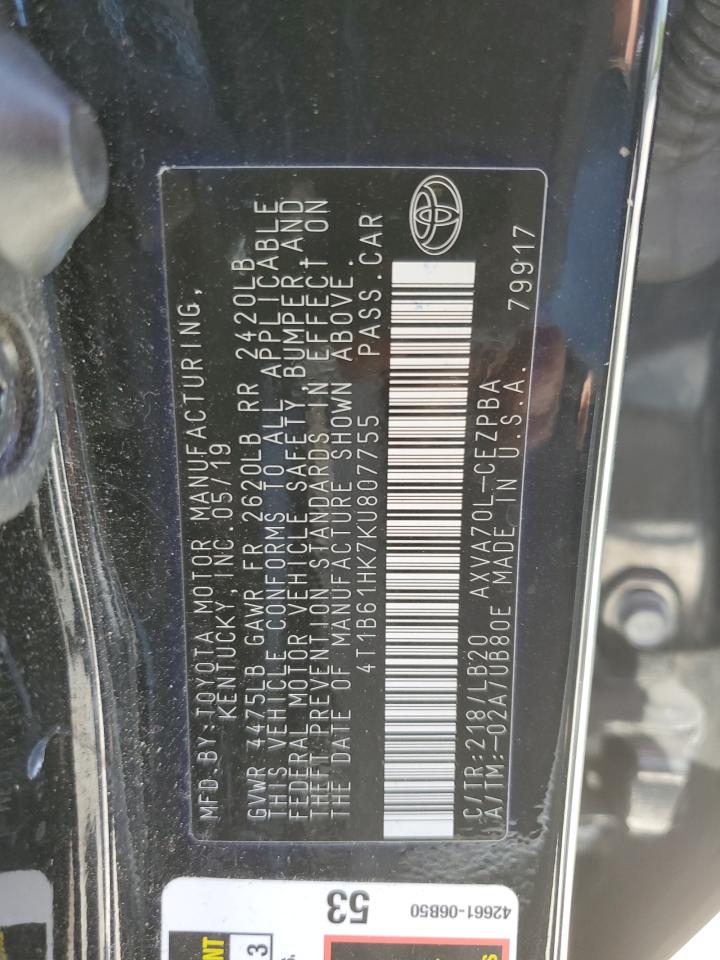 MFD. BY: TOYOTA MOTOR MANUFACTURING,
KENTUCKY, INC. 05/19
GVWR 4475LB GAWR FR 2620LB RR 2420LB
THIS VEHICLE CONFORMS TO ALL APPLICABLE
FEDERAL MOTOR VEHICLE SAFETY, BUMPER, AND
THEFT PREVENTION STANDARDS IN EFFECT ON
THE DATE OF MANUFACTURE SHOWN ABOVE.
4T1B61HK7KU807755 PASS.CAR
C/TR:218/LB20 AXVA70L-CEZPBA
A/TM:-02A/UB80E MADE IN U.S.A. 79917
53
42661-06B50
3